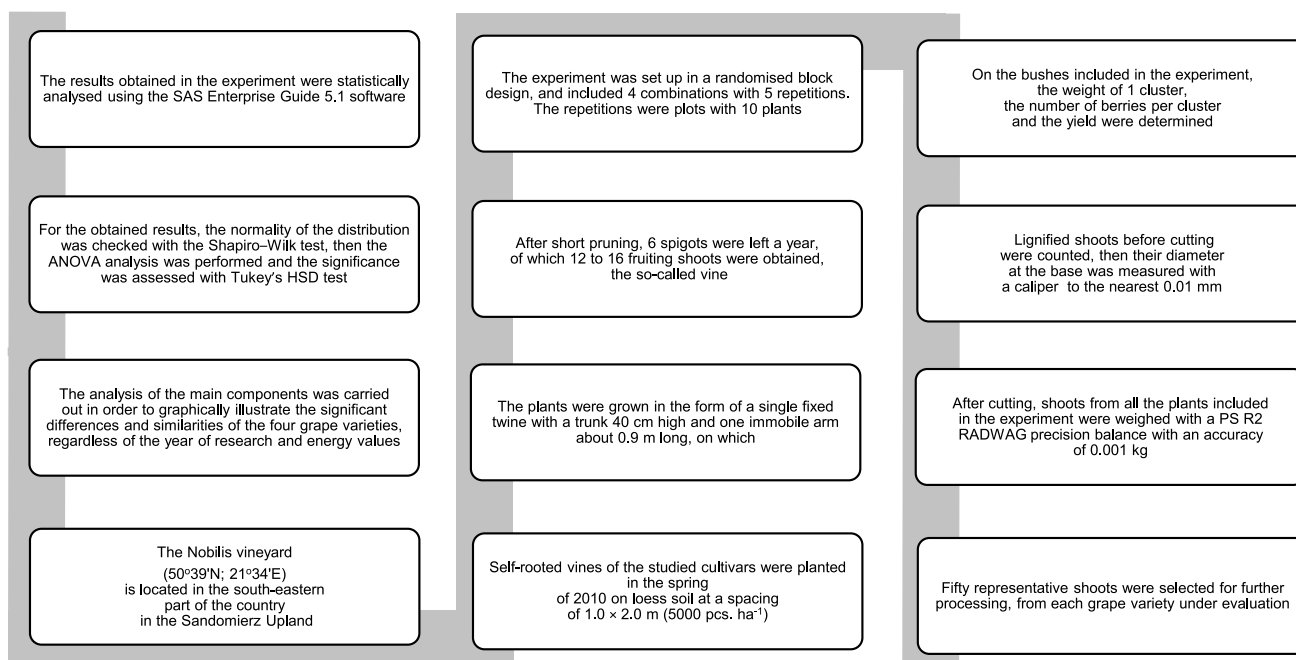 The results obtained in the experiment were statistically
analysed using the SAS Enterprise Guide 5.1 software
For the obtained results, the normality of the distribution
was checked with the Shapiro–Wilk test, then the
ANOVA analysis was performed and the significance
was assessed with Tukey's HSD test
The analysis of the main components was carried
out in order to graphically illustrate the significant
differences and similarities of the four grape varieties,
regardless of the year of research and energy values
The Nobilis vineyard
(50°39'N; 21°34'E)
is located in the south-eastern
part of the country
in the Sandomierz Upland
The experiment was set up in a randomised block
design, and included 4 combinations with 5 repetitions.
The repetitions were plots with 10 plants
After short pruning, 6 spigots were left a year,
of which 12 to 16 fruiting shoots were obtained,
the so-called vine
The plants were grown in the form of a single fixed
twine with a trunk 40 cm high and one immobile arm
about 0.9 m long, on which
Self-rooted vines of the studied cultivars were planted
in the spring
of 2010 on loess soil at a spacing
of 1.0 × 2.0 m (5000 pcs. ha⁻¹)
On the bushes included in the experiment,
the weight of 1 cluster,
the number of berries per cluster
and the yield were determined
Lignified shoots before cutting
were counted, then their diameter
at the base was measured with
a caliper to the nearest 0.01 mm
After cutting, shoots from all the plants included
in the experiment were weighed with a PS R2
RADWAG precision balance with an accuracy
of 0.001 kg
Fifty representative shoots were selected for further
processing, from each grape variety under evaluation